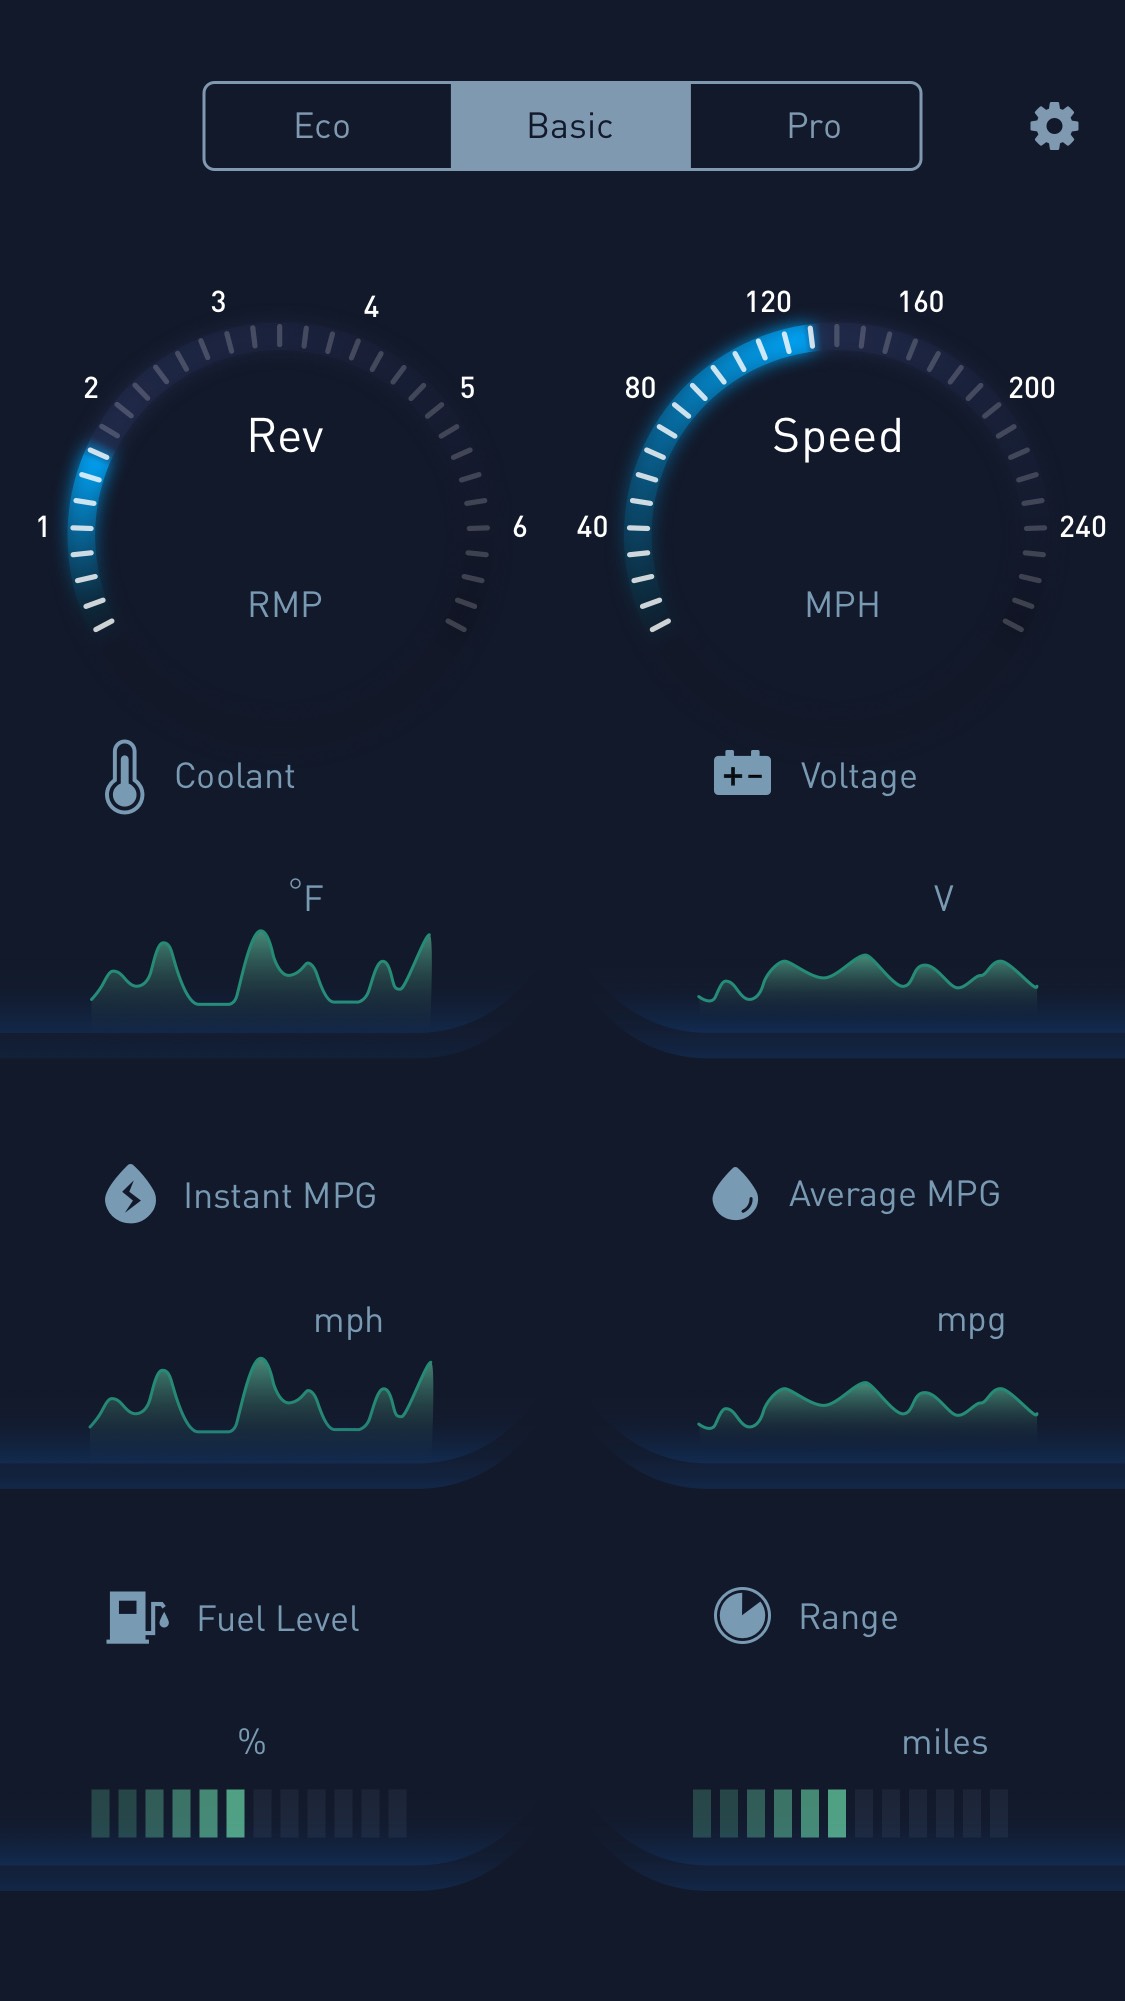 Eco Basic Pro
3 4 120 160
2 5 80 200
Rev Speed
1 6 40 240
RMP MPH
Coolant Voltage
°F V
Instant MPG Average MPG
mph mpg
Fuel Level Range
% miles